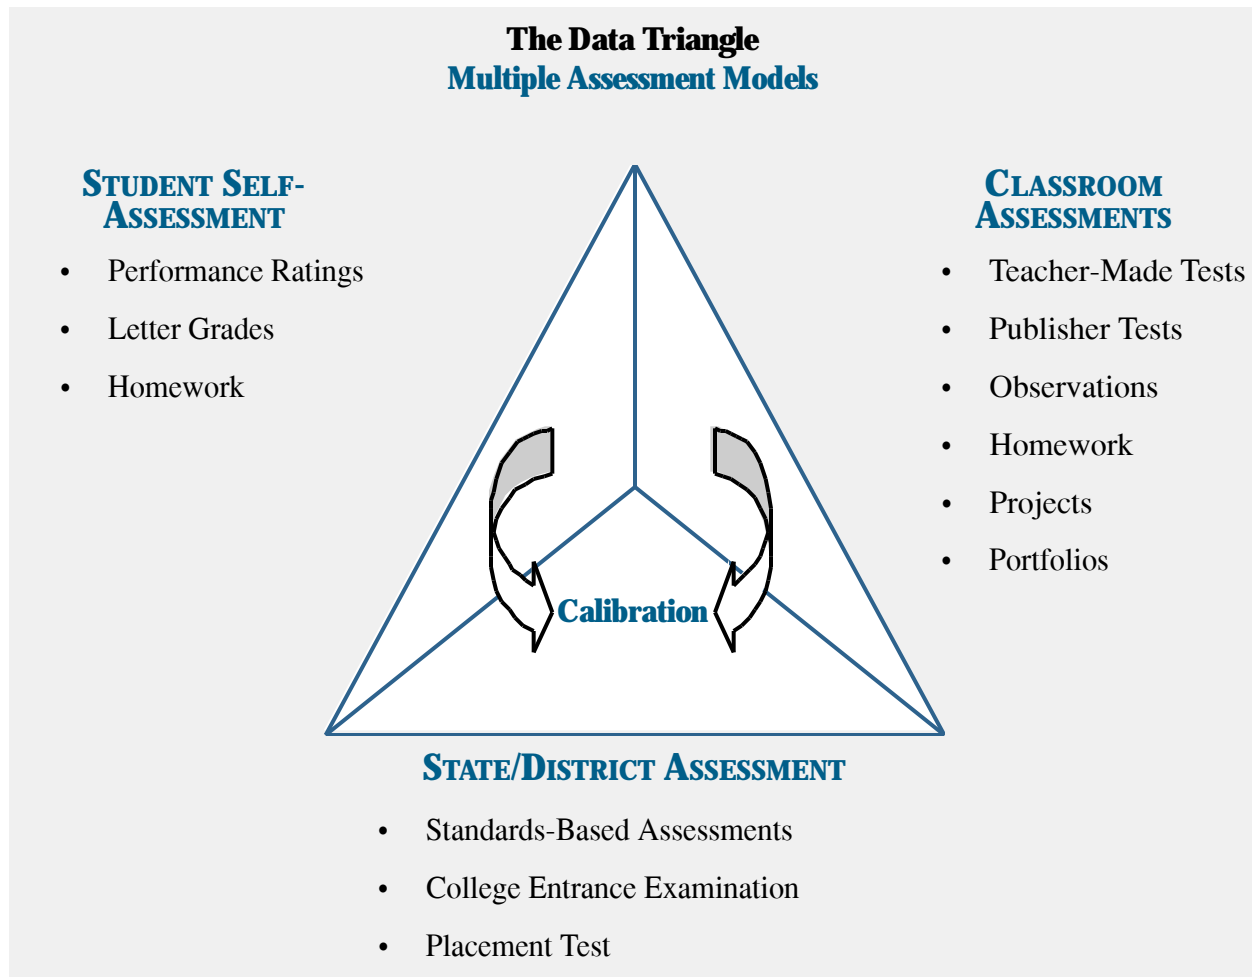 The Data Triangle
Multiple Assessment Models
STUDENT SELF-
ASSESSMENT
• Performance Ratings
• Letter Grades
• Homework
CLASSROOM
ASSESSMENTS
• Teacher-Made Tests
• Publisher Tests
• Observations
• Homework
• Projects
• Portfolios
Calibration
STATE/DISTRICT ASSESSMENT
• Standards-Based Assessments
• College Entrance Examination
• Placement Test